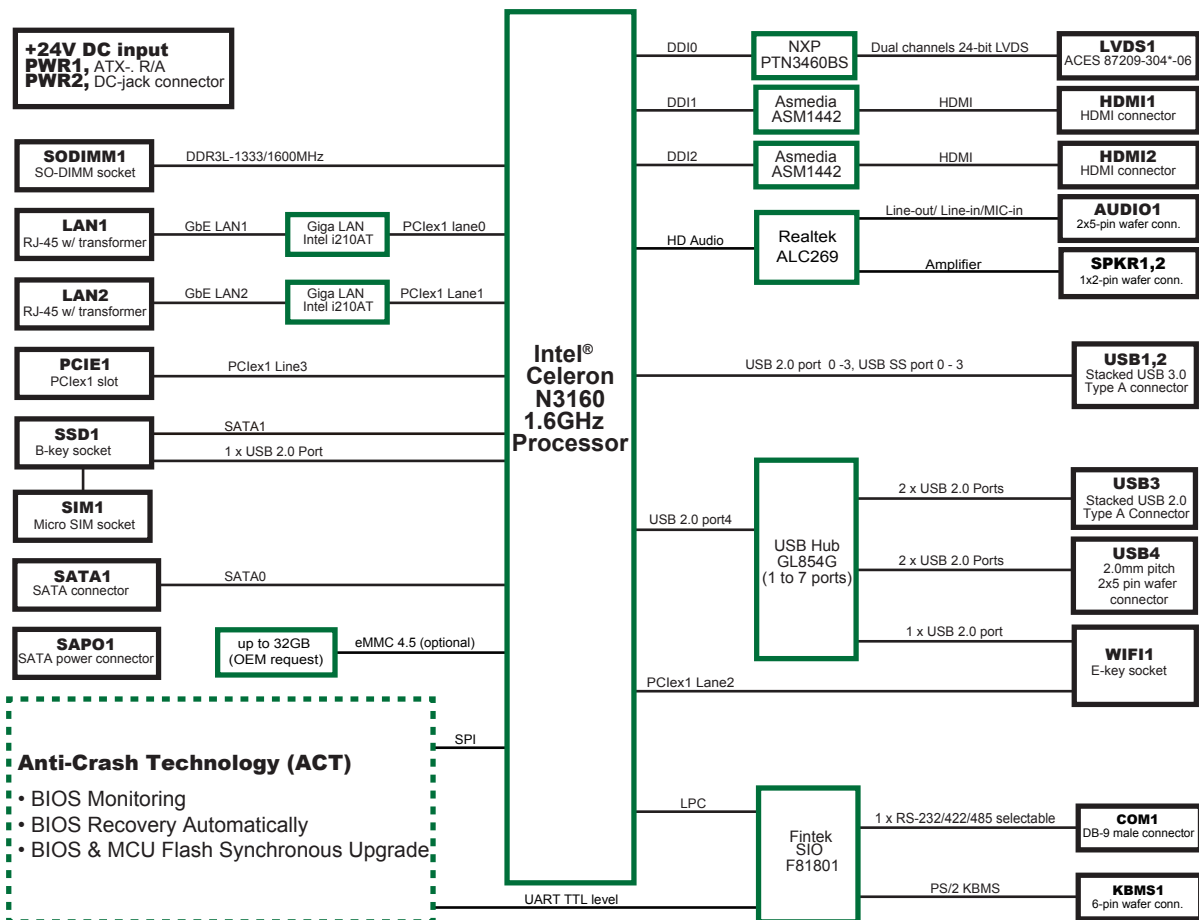 +24V DC input
PWR1, ATX-. R/A
PWR2, DC-jack connector
SODIMM1
SO-DIMM socket
DDR3L-1333/1600MHz
LAN1
RJ-45 w/ transformer
GbE LAN1
Giga LAN
Intel i210AT
PCIex1 lane0
LAN2
RJ-45 w/ transformer
GbE LAN2
Giga LAN
Intel i210AT
PCIex1 Lane1
PCIE1
PCIex1 slot
PCIex1 Line3
SSD1
B-key socket
SATA1
1 x USB 2.0 Port
SIM1
Micro SIM socket
SATA1
SATA connector
SATA0
SAPO1
SATA power connector
up to 32GB
(OEM request)
eMMC 4.5 (optional)
Anti-Crash Technology (ACT)
• BIOS Monitoring
• BIOS Recovery Automatically
• BIOS & MCU Flash Synchronous Upgrade
SPI
UART TTL level
Intel®
Celeron
N3160
1.6GHz
Processor
DDI0
NXP
PTN3460BS
Dual channels 24-bit LVDS
LVDS1
ACES 87209-304*-06
DDI1
Asmedia
ASM1442
HDMI
HDMI1
HDMI connector
DDI2
Asmedia
ASM1442
HDMI
HDMI2
HDMI connector
HD Audio
Realtek
ALC269
Line-out/ Line-in/MIC-in
AUDIO1
2x5-pin wafer conn.
Amplifier
SPKR1,2
1x2-pin wafer conn.
USB 2.0 port 0 -3, USB SS port 0 - 3
USB1,2
Stacked USB 3.0
Type A connector
USB 2.0 port4
USB Hub
GL854G
(1 to 7 ports)
2 x USB 2.0 Ports
USB3
Stacked USB 2.0
Type A Connector
2 x USB 2.0 Ports
USB4
2.0mm pitch
2x5 pin wafer
connector
1 x USB 2.0 port
WIFI1
E-key socket
PCIex1 Lane2
LPC
Fintek
SIO
F81801
1 x RS-232/422/485 selectable
COM1
DB-9 male connector
PS/2 KBMS
KBMS1
6-pin wafer conn.